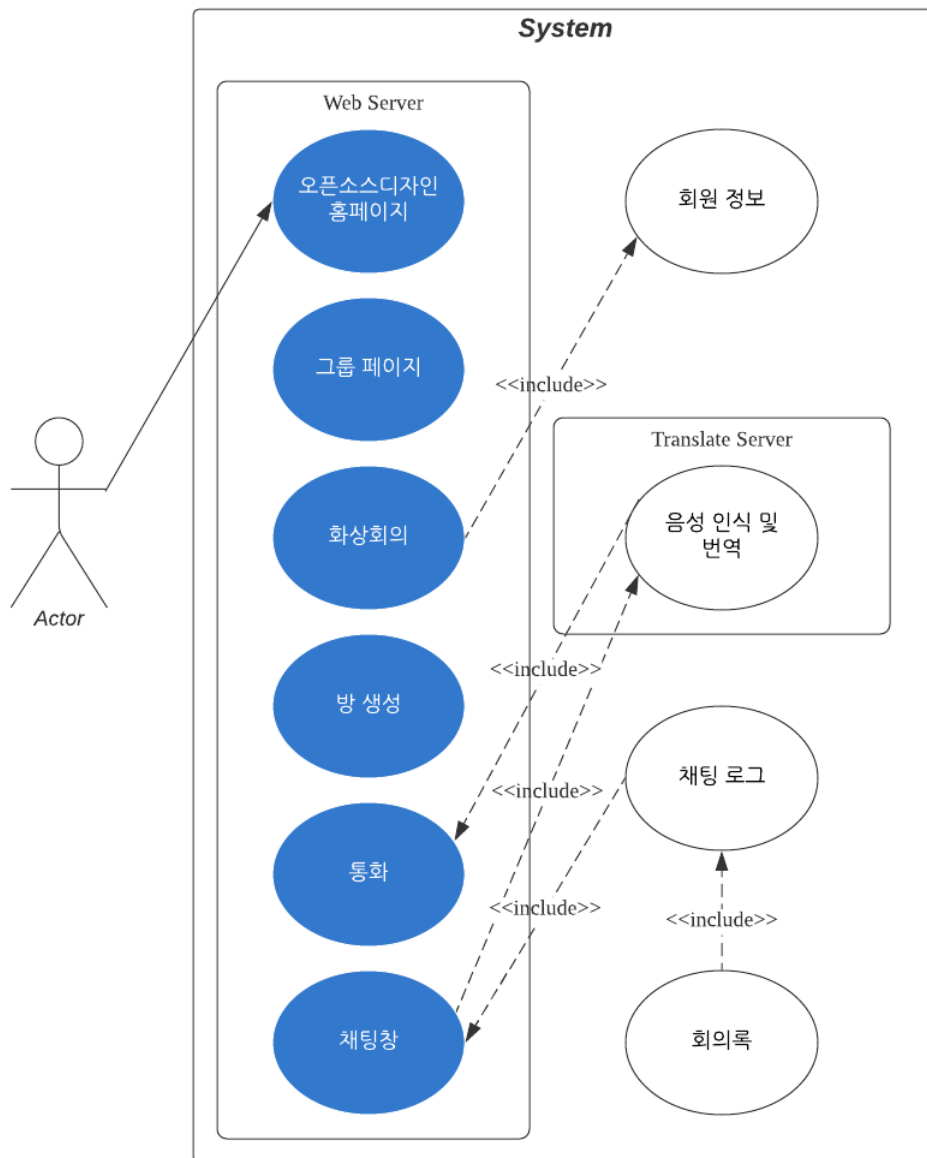 System
Web Server
오픈소스디자인
홈페이지
회원 정보
그룹 페이지
<<include>>
Translate Server
화상회의
음성 인식 및
번역
Actor
<<include>>
방 생성
채팅 로그
<<include>>
통화
<<include>>
<<include>>
채팅창
회의록